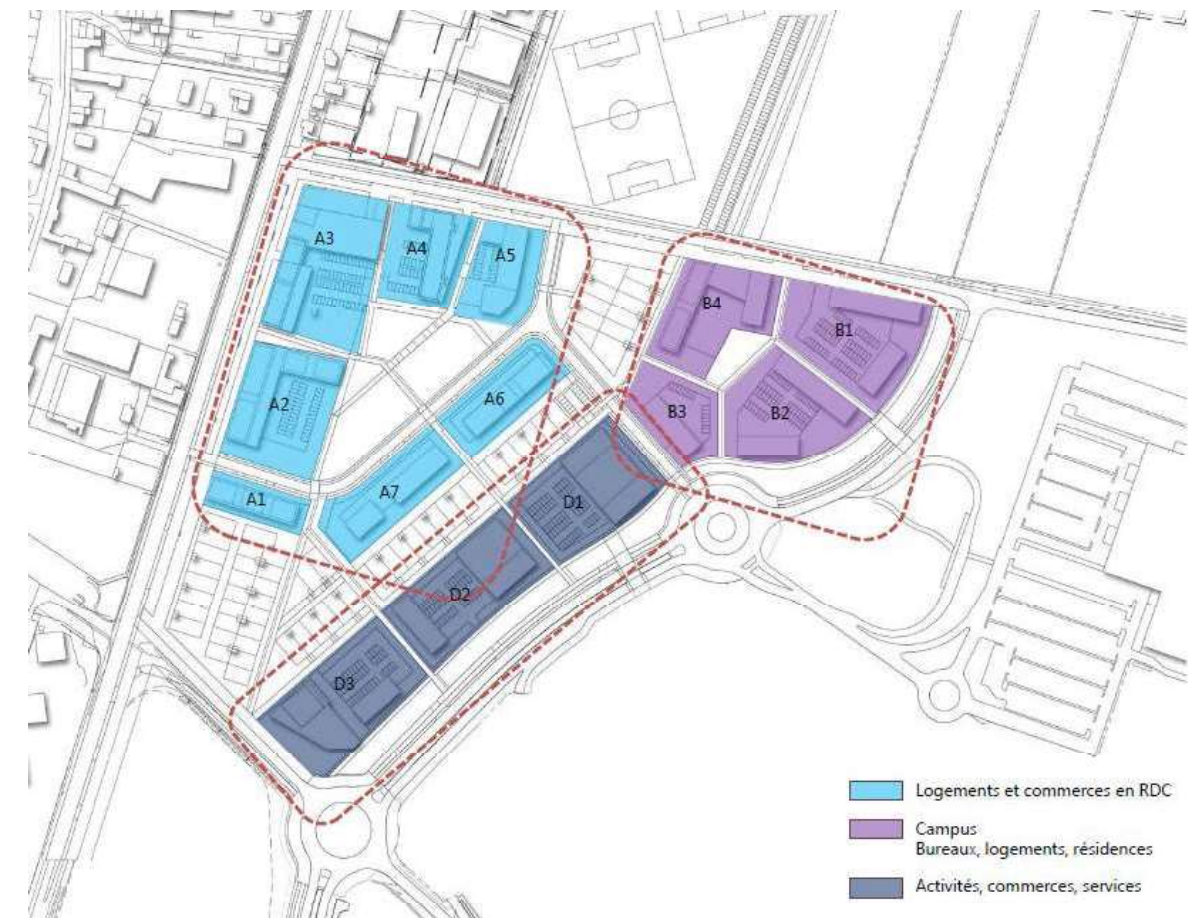 A3
A4
A5
B4
B1
A2
A6
B3
B2
A1
A7
D1
D2
D3
Logements et commerces en RDC
Campus
Bureaux, logements, résidences
Activités, commerces, services